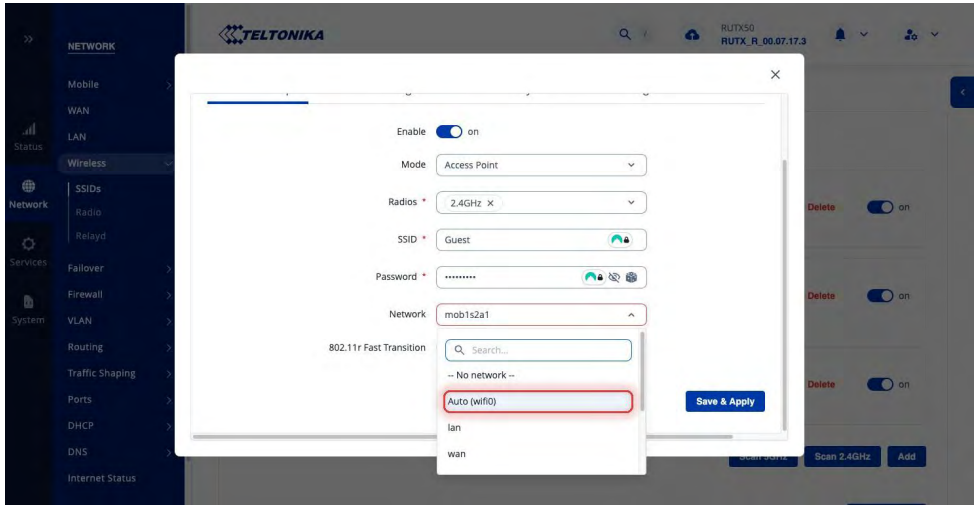 TELTONIKA
RUTX50
RUTX_R_00.07.17.3
NETWORK
Mobile
WAN
LAN
Wireless
SSIDs
Radio
Relayd
Failover
Firewall
VLAN
Routing
Traffic Shaping
Ports
DHCP
DNS
Internet Status
Status
Network
Services
System
Enable on
Mode Access Point
Radios * 2.4GHz ×
SSID * Guest
Password * ·········
Network mob1s2a1
802.11r Fast Transition
Search...
-- No network --
Auto (wifi0)
lan
wan
Save & Apply
Delete on
Delete on
Delete on
Scan 5GHz Scan 2.4GHz Add